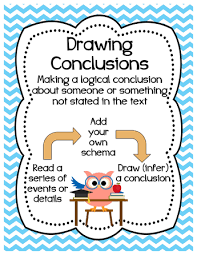 Drawing
Conclusions
Making a logical conclusion
about someone or something
not stated in the text
Add
your
own
schema
Read a
series of
events or
details
Draw (infer)
a conclusion